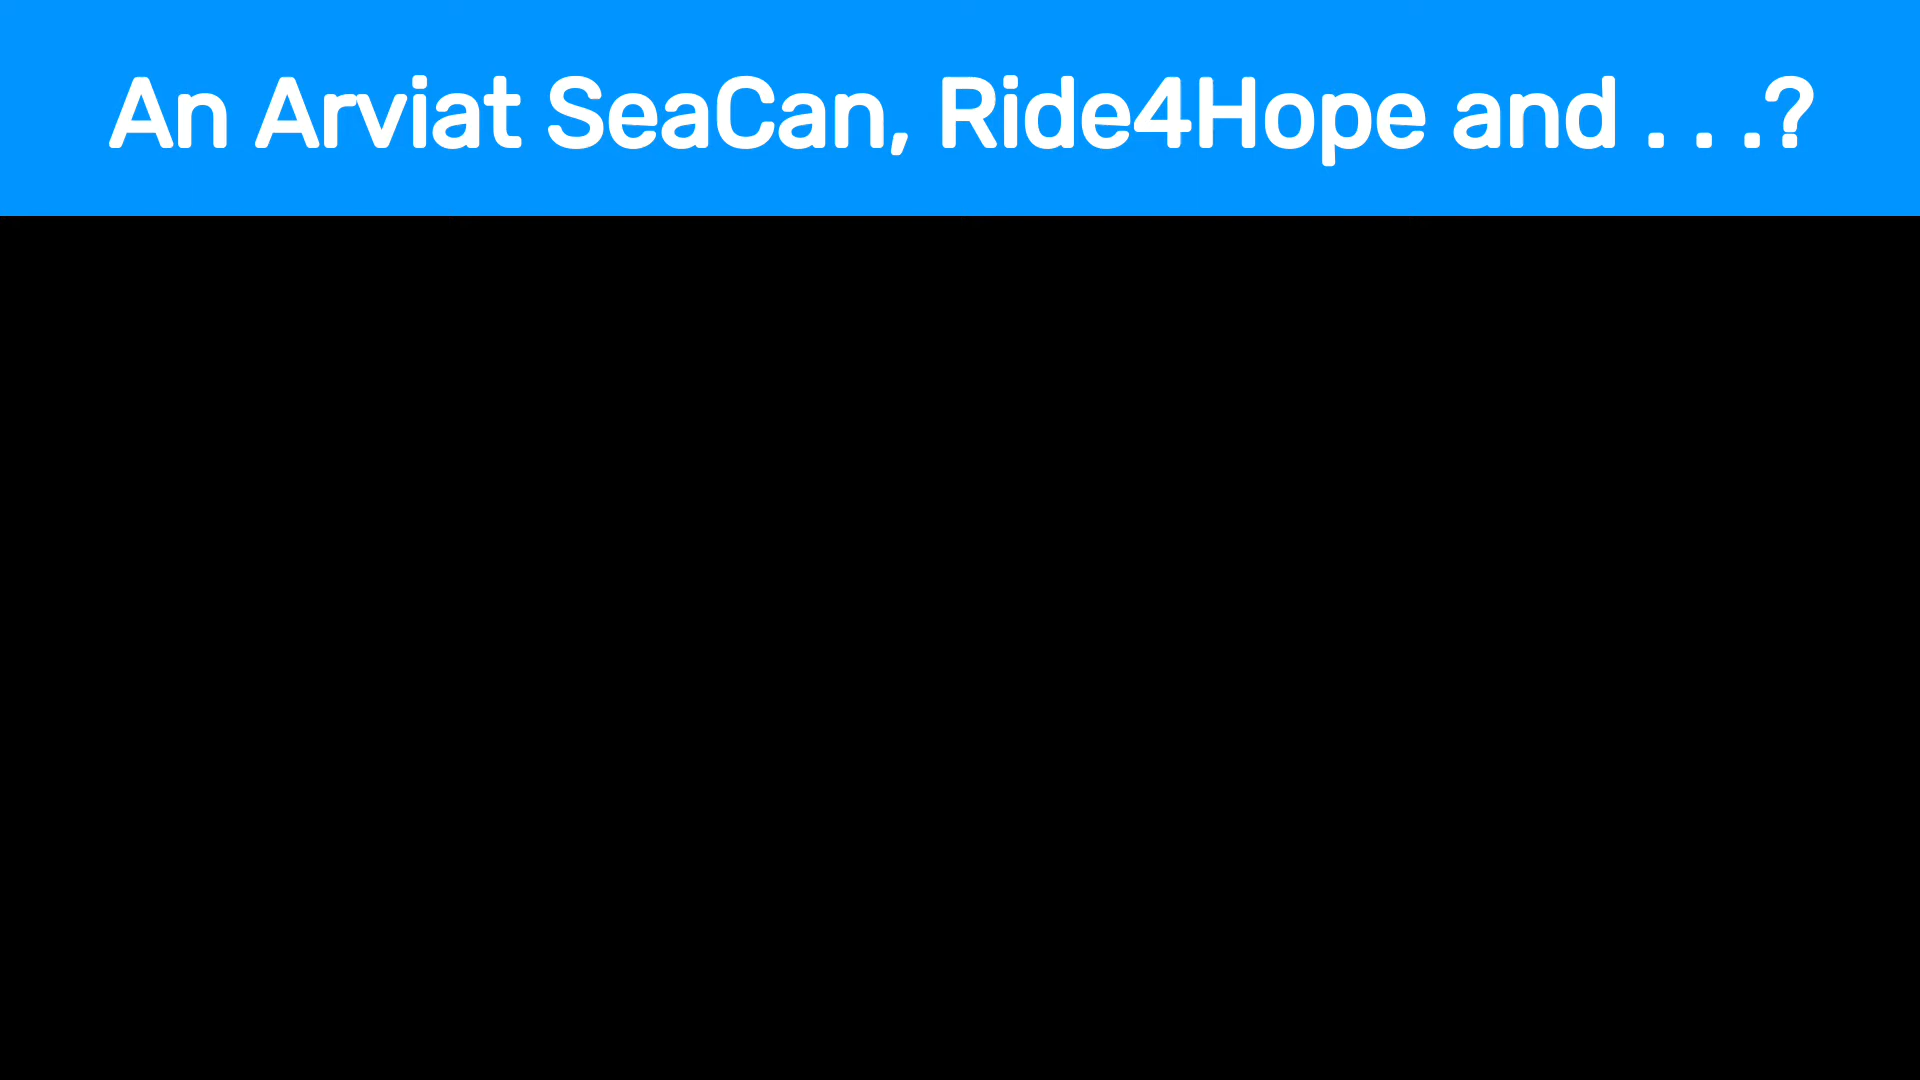 An Arviat SeaCan, Ride4Hope and . . .?